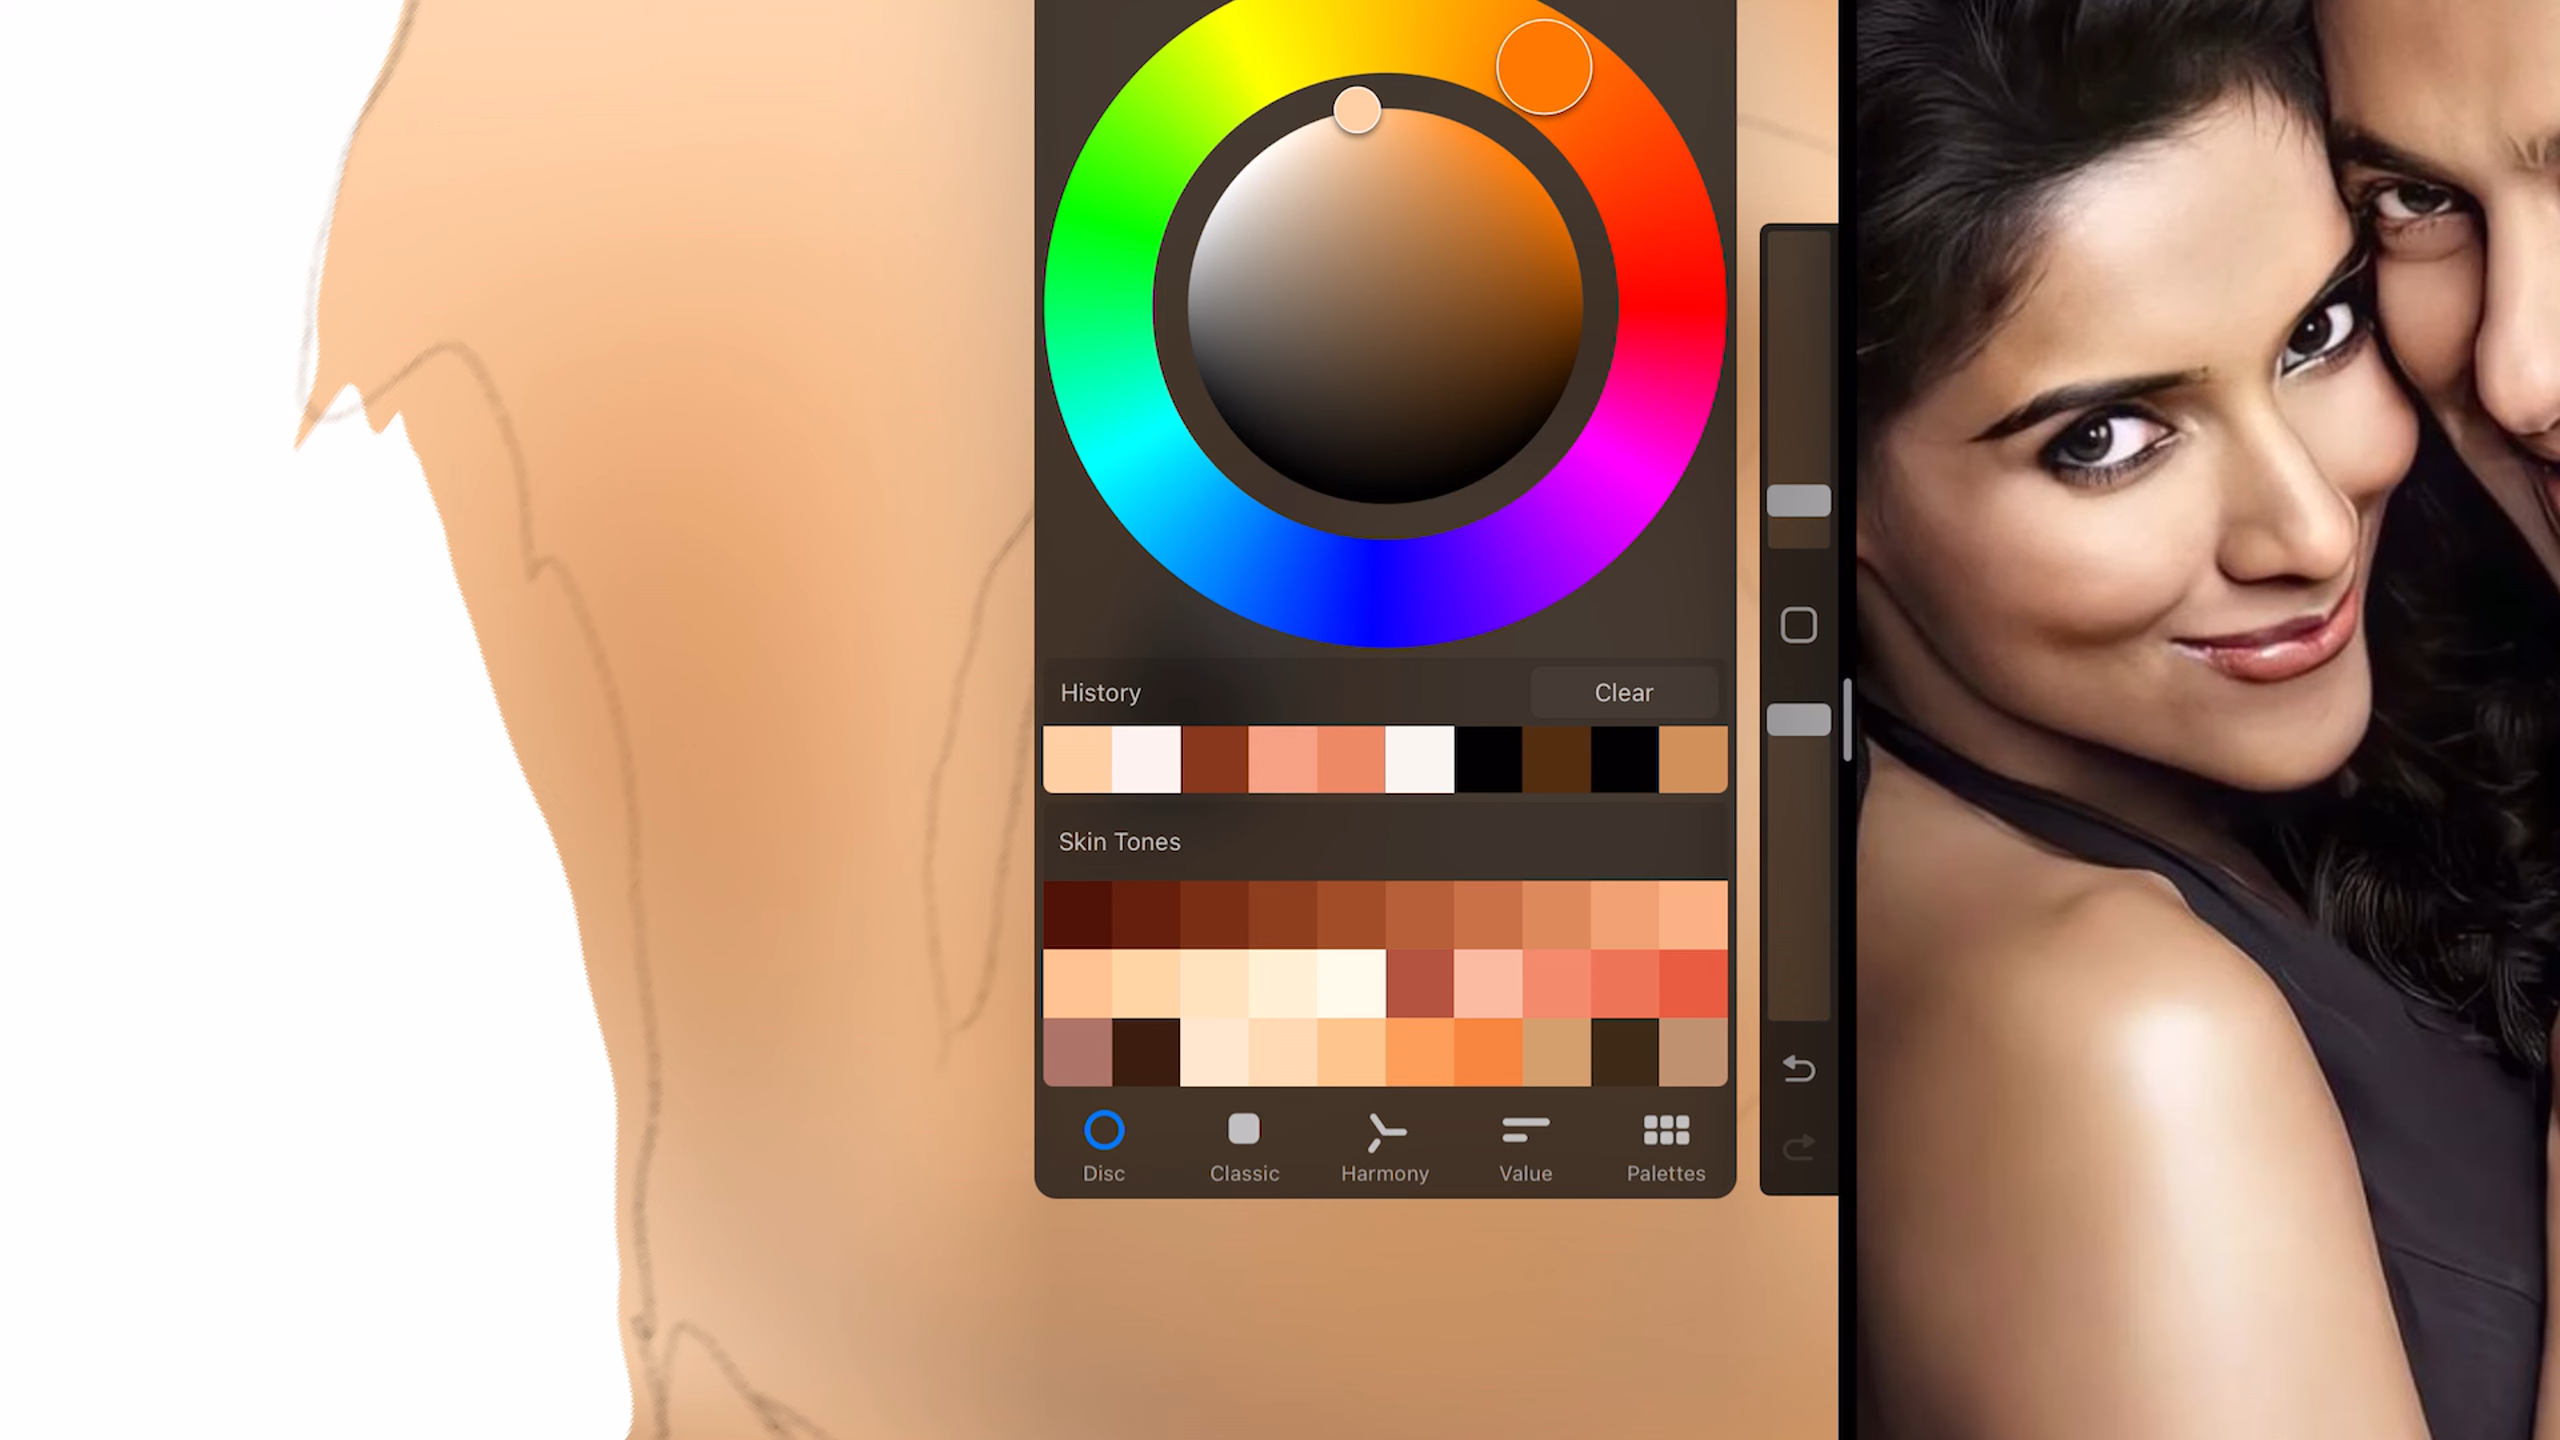 History
Clear
Skin Tones
Disc
Classic
Harmony
Value
Palettes